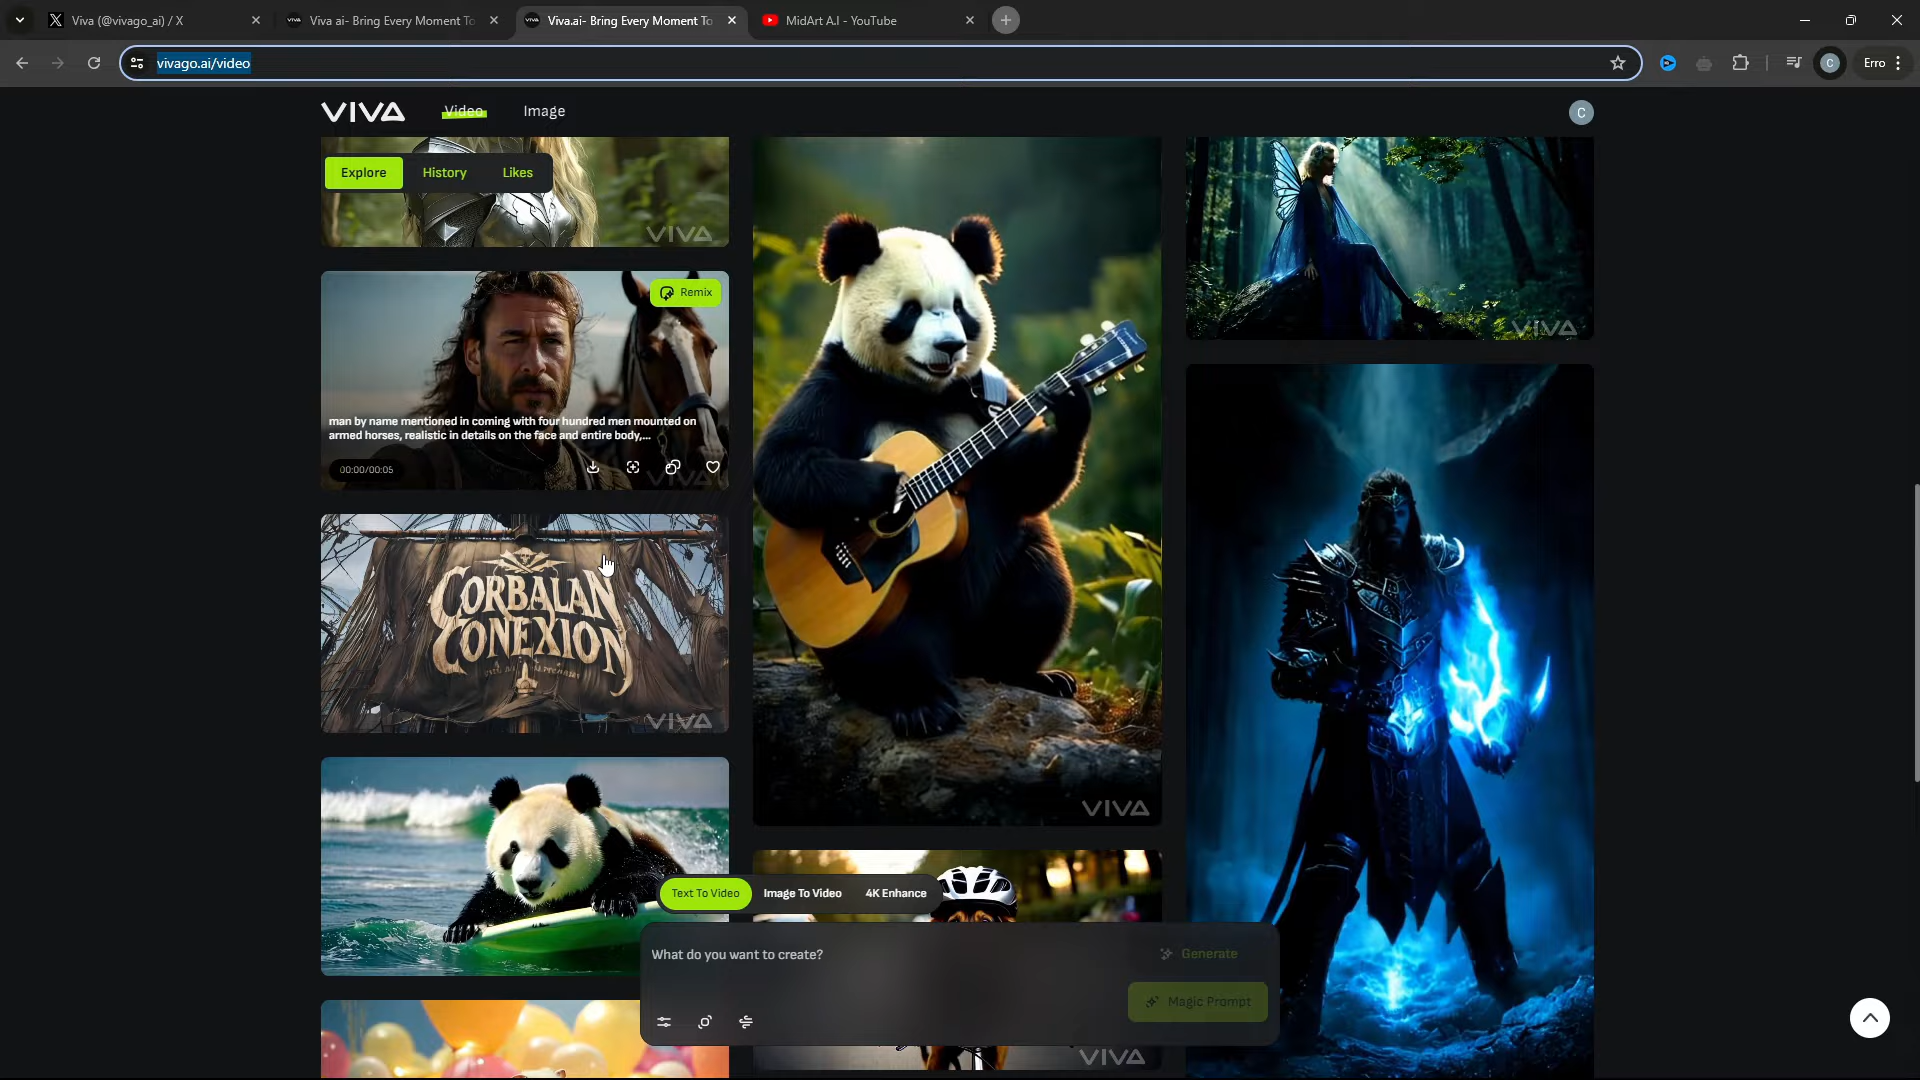 Viva (@vivago_ai) / X
Viva ai- Bring Every Moment To
Viva.ai- Bring Every Moment To
MidArt A.I - YouTube
vivago.ai/video
C
Erro
VIVA
Video
Image
C
Explore
History
Likes
VIVA
Remix
man by name mentioned in coming with four hundred men mounted on
armed horses, realistic in details on the face and entire body,...
00:00/00:05
VIVA
CORBALAN
CONEXION
VIVA
VIVA
VIVA
Text To Video
Image To Video
4K Enhance
What do you want to create?
Generate
Magic Prompt
VIVA